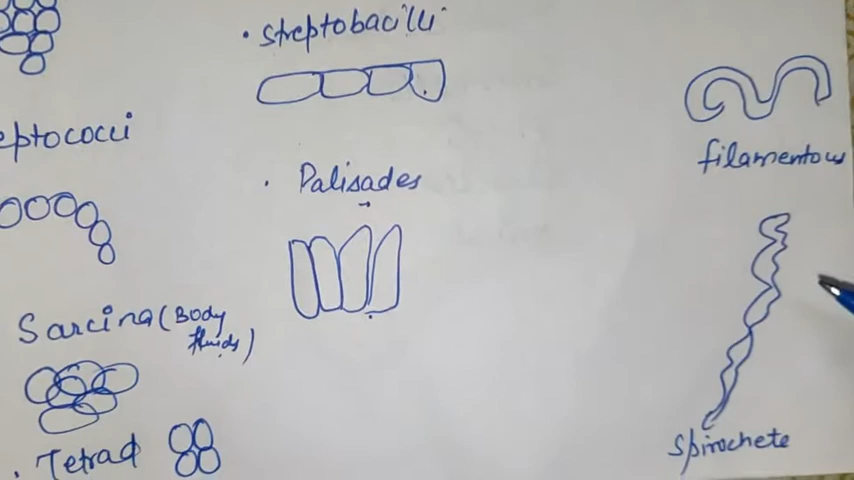 • Streptobacilli
eptococci
• Palisades
filamentous
Sarcina (Body
fluids)
• Tetrad
Spirochete